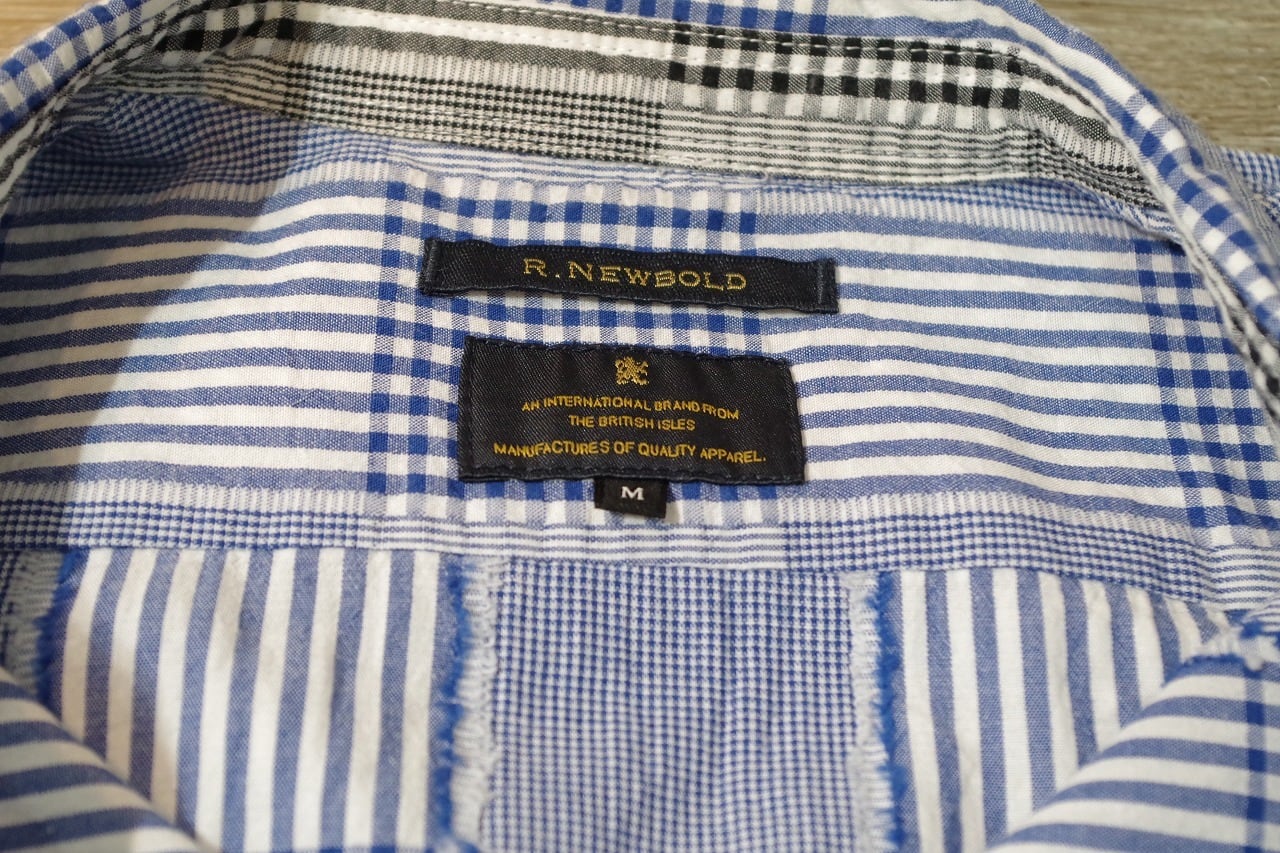 R. NEWBOLD
AN INTERNATIONAL BRAND FROM
THE BRITISH ISLES
MANUFACTURES OF QUALITY APPAREL.
M